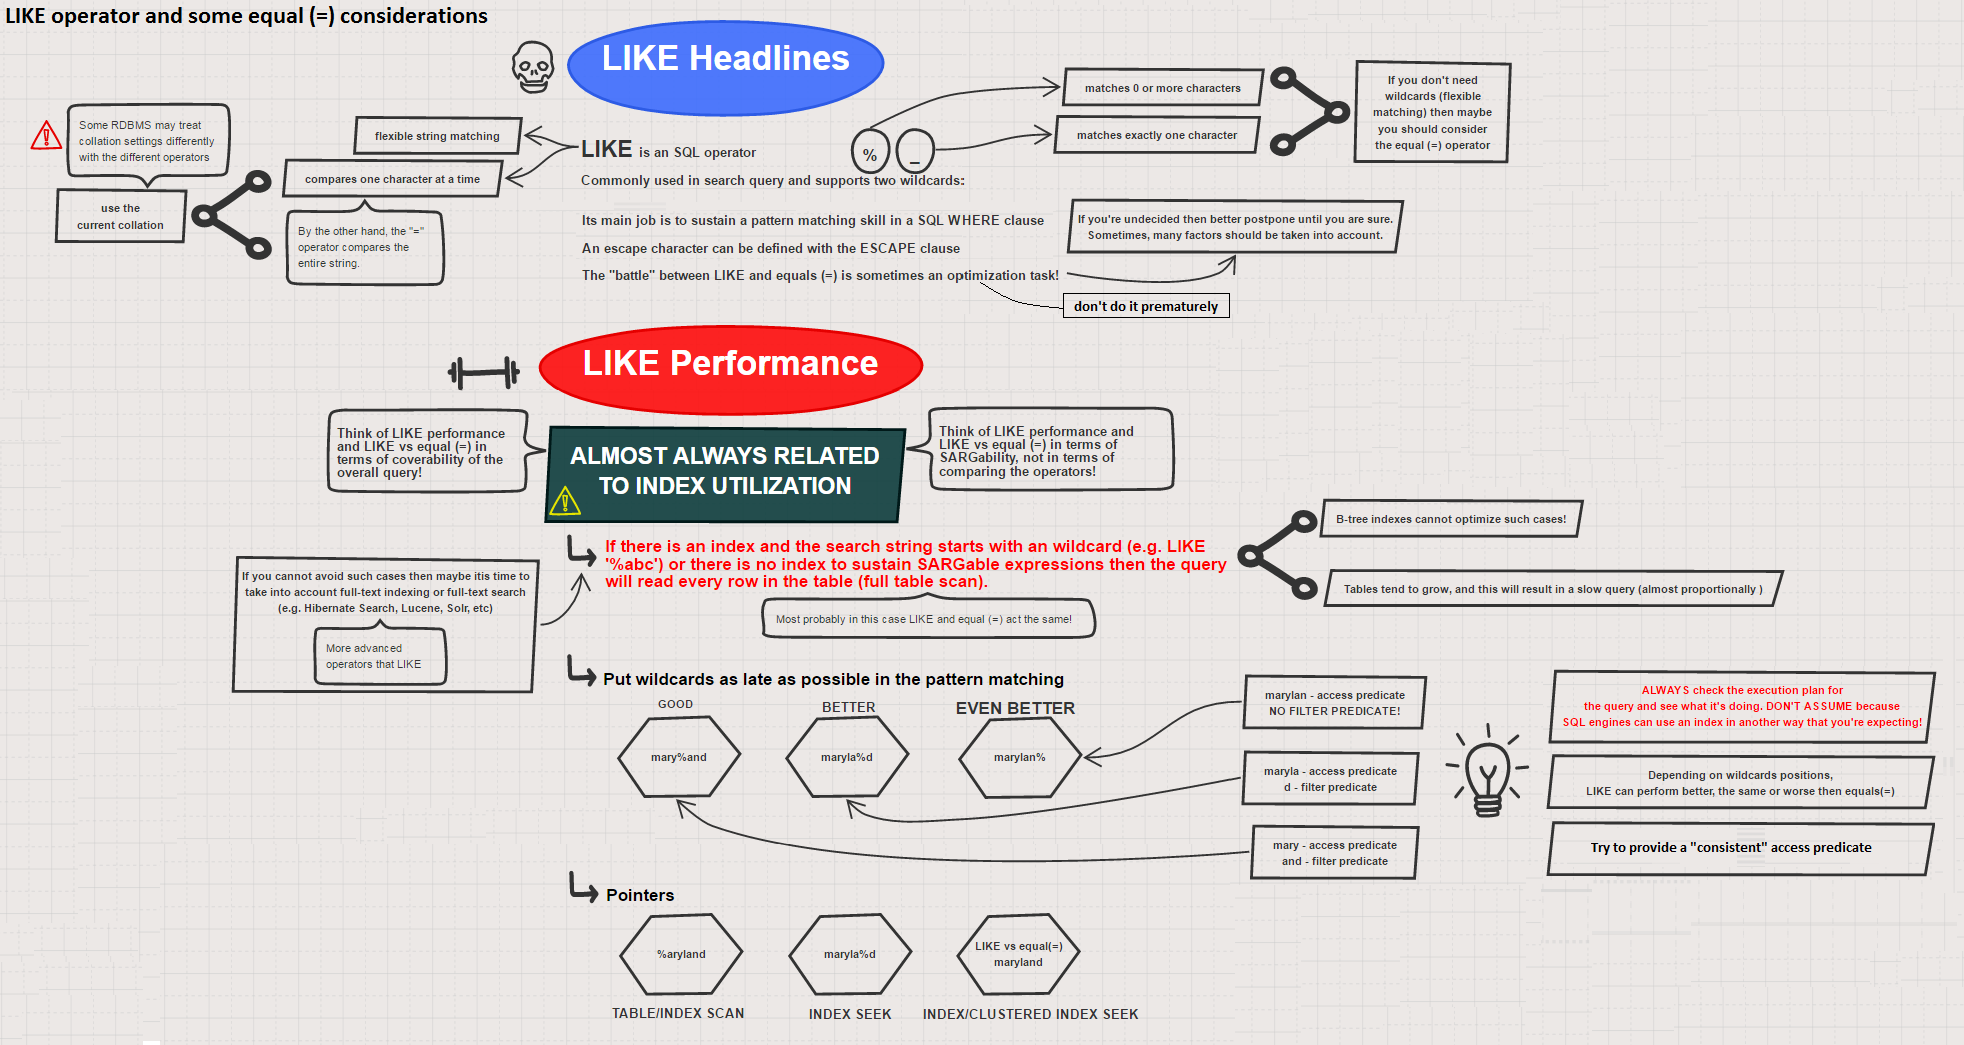 LIKE operator and some equal (=) considerations
LIKE Headlines
matches 0 or more characters
matches exactly one character
If you don't need
wildcards (flexible
matching) then maybe
you should consider
the equal (=) operator
Some RDBMS may treat
collation settings differently
with the different operators
use the
current collation
flexible string matching
compares one character at a time
By the other hand, the "="
operator compares the
entire string.
LIKE is an SQL operator
%
_
Commonly used in search query and supports two wildcards:
Its main job is to sustain a pattern matching skill in a SQL WHERE clause
An escape character can be defined with the ESCAPE clause
The "battle" between LIKE and equals (=) is sometimes an optimization task!
If you're undecided then better postpone until you are sure.
Sometimes, many factors should be taken into account.
don't do it prematurely
LIKE Performance
Think of LIKE performance
and LIKE vs equal (=) in
terms of coverability of the
overall query!
ALMOST ALWAYS RELATED
TO INDEX UTILIZATION
Think of LIKE performance and
LIKE vs equal (=) in terms of
SARGability, not in terms of
comparing the operators!
If there is an index and the search string starts with an wildcard (e.g. LIKE
'%abc') or there is no index to sustain SARGable expressions then the query
will read every row in the table (full table scan).
B-tree indexes cannot optimize such cases!
Tables tend to grow, and this will result in a slow query (almost proportionally )
Most probably in this case LIKE and equal (=) act the same!
If you cannot avoid such cases then maybe itis time to
take into account full-text indexing or full-text search
(e.g. Hibernate Search, Lucene, Solr, etc)
More advanced
operators that LIKE
Put wildcards as late as possible in the pattern matching
GOOD
BETTER
EVEN BETTER
mary%and
maryla%d
marylan%
marylan - access predicate
NO FILTER PREDICATE!
maryla - access predicate
d - filter predicate
mary - access predicate
and - filter predicate
ALWAYS check the execution plan for
the query and see what it's doing. DON'T ASSUME because
SQL engines can use an index in another way that you're expecting!
Depending on wildcards positions,
LIKE can perform better, the same or worse then equals(=)
Try to provide a "consistent" access predicate
Pointers
%aryland
maryla%d
LIKE vs equal(=)
maryland
TABLE/INDEX SCAN
INDEX SEEK
INDEX/CLUSTERED INDEX SEEK